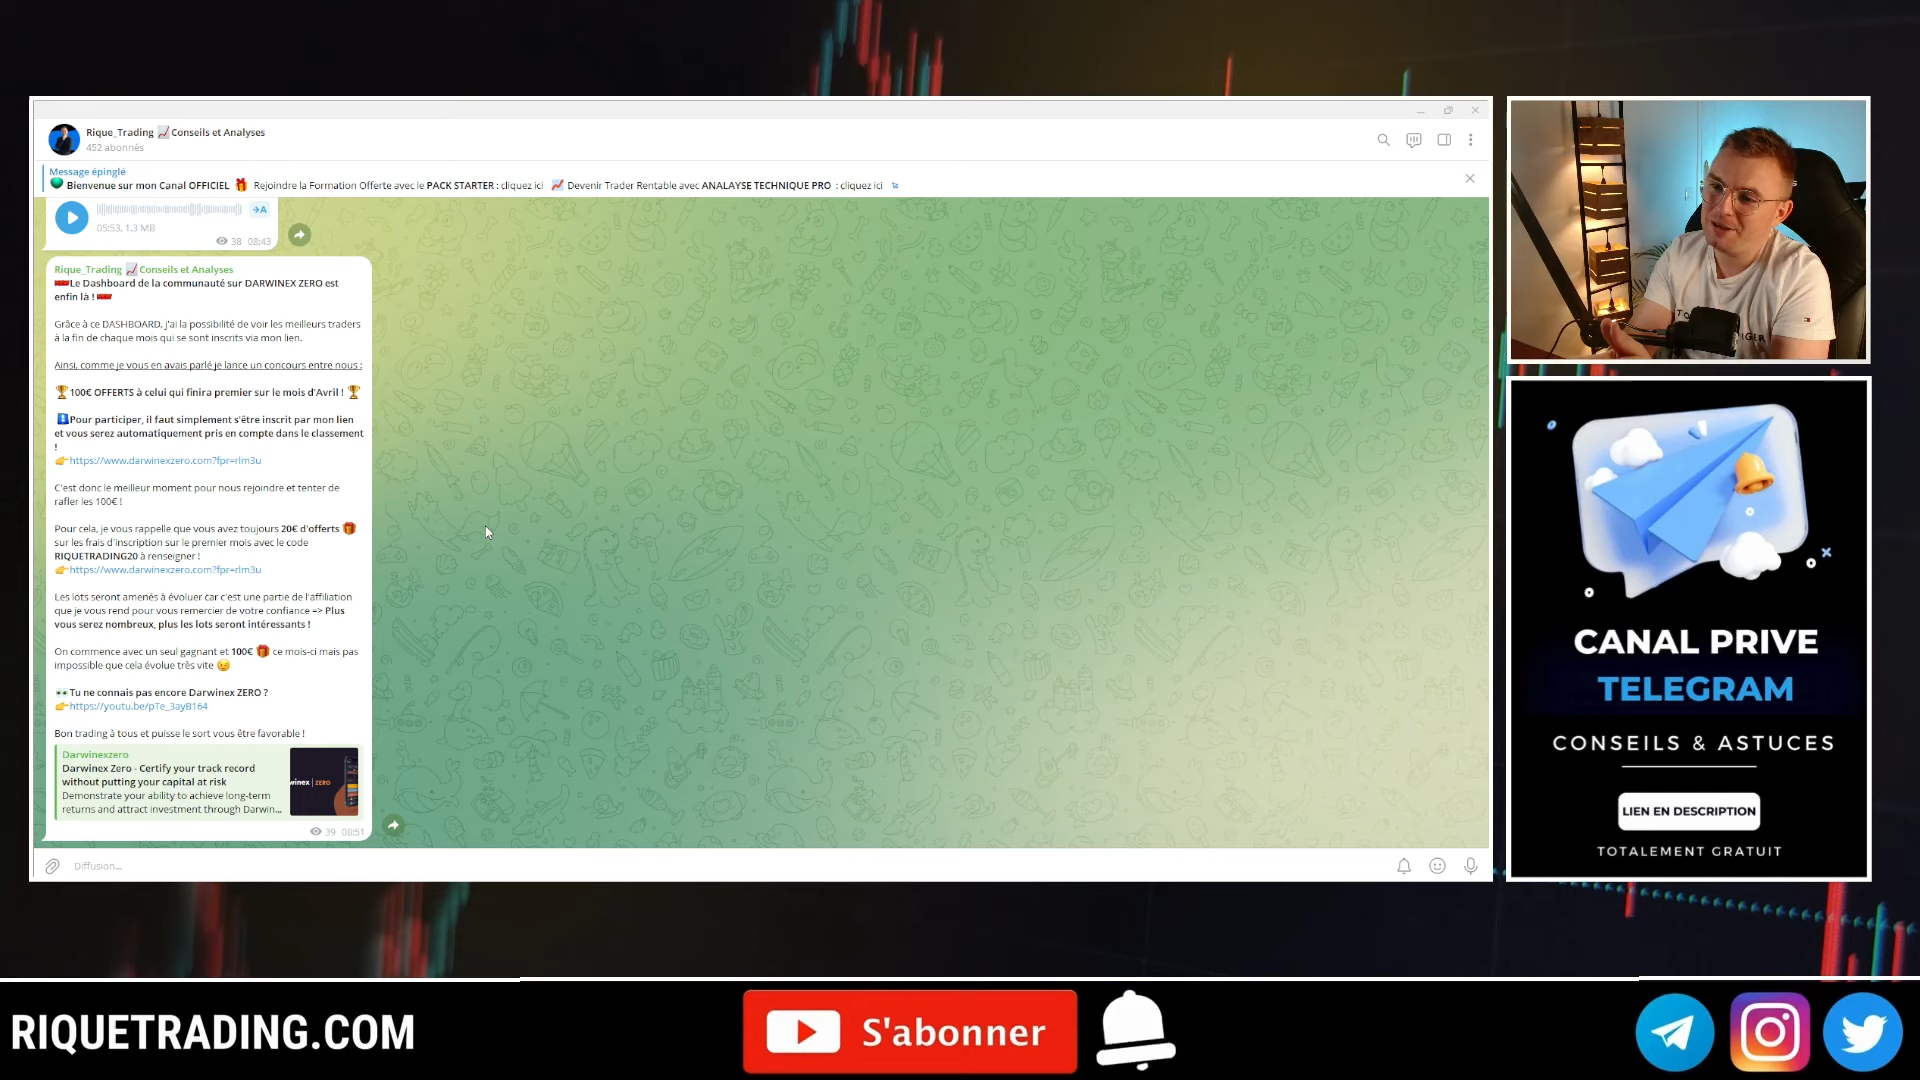 Rique_Trading 📈Conseils et Analyses
452 abonnés
Message épinglé
Bienvenue sur mon Canal OFFICIEL 🎁 Rejoindre la Formation Offerte avec le PACK STARTER : cliquez ici 📈 Devenir Trader Rentable avec ANALAYSE TECHNIQUE PRO : cliquez ici
→A
05:53, 1.3 MB
38 08:43
Rique_Trading 📈Conseils et Analyses
Le Dashboard de la communauté sur DARWINEX ZERO est
enfin là !
Grâce à ce DASHBOARD, j'ai la possibilité de voir les meilleurs traders
à la fin de chaque mois qui se sont inscrits via mon lien.
Ainsi, comme je vous en avais parlé je lance un concours entre nous :
🏆100€ OFFERTS à celui qui finira premier sur le mois d'Avril ! 🏆
Pour participer, il faut simplement s'être inscrit par mon lien
et vous serez automatiquement pris en compte dans le classement
!
👉https://www.darwinexzero.com?fpr=rlm3u
C'est donc le meilleur moment pour nous rejoindre et tenter de
rafler les 100€ !
Pour cela, je vous rappelle que vous avez toujours 20€ d'offerts 🎁
sur les frais d'inscription sur le premier mois avec le code
RIQUETRADING20 à renseigner !
👉https://www.darwinexzero.com?fpr=rlm3u
Les lots seront amenés à évoluer car c'est une partie de l'affiliation
que je vous rend pour vous remercier de votre confiance => Plus
vous serez nombreux, plus les lots seront intéressants !
On commence avec un seul gagnant et 100€ 🎁 ce mois-ci mais pas
impossible que cela évolue très vite 😉
👀Tu ne connais pas encore Darwinex ZERO ?
👉https://youtu.be/pTe_3ayB164
Bon trading à tous et puisse le sort vous être favorable !
Darwinexzero
Darwinex Zero - Certify your track record
without putting your capital at risk
Demonstrate your ability to achieve long-term
returns and attract investment through Darwin...
winex | ZERO
39 08:51
Diffusion...
CANAL PRIVE
TELEGRAM
CONSEILS & ASTUCES
LIEN EN DESCRIPTION
TOTALEMENT GRATUIT
RIQUETRADING.COM
S'abonner